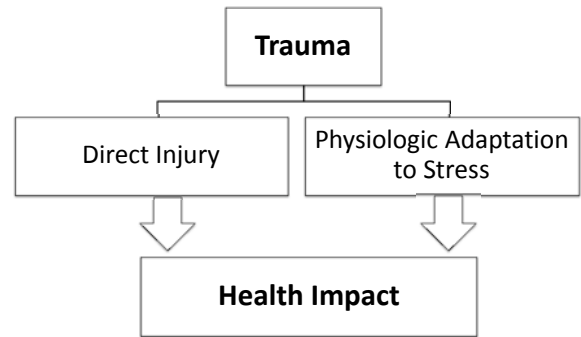 Trauma
Direct Injury
Physiologic Adaptation
to Stress
Health Impact